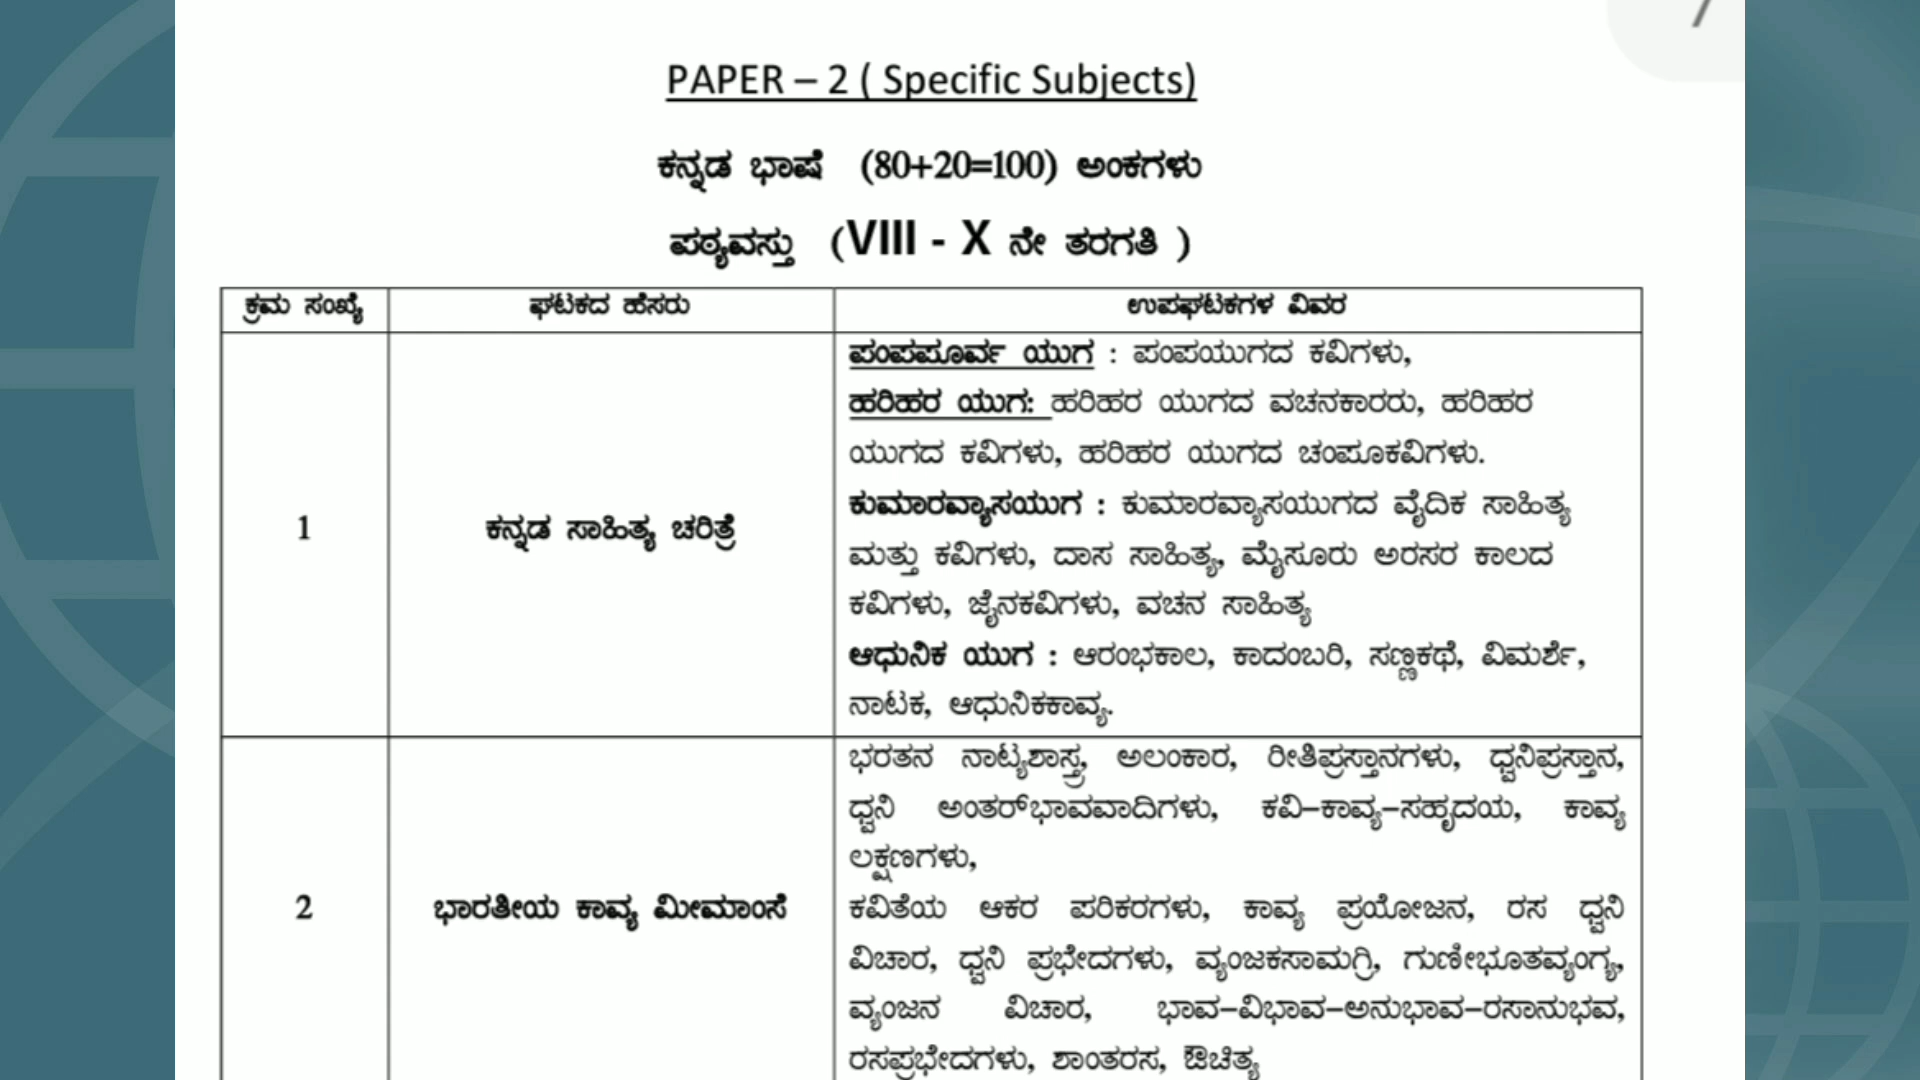 PAPER – 2 ( Specific Subjects)
ಕನ್ನಡ ಭಾಷೆ (80+20=100) ಅಂಕಗಳು
ಪಠ್ಯವಸ್ತು (VIII - X ನೇ ತರಗತಿ )
ಕ್ರಮ ಸಂಖ್ಯೆ ಘಟಕದ ಹೆಸರು ಉಪಘಟಕಗಳ ವಿವರ
1 ಕನ್ನಡ ಸಾಹಿತ್ಯ ಚರಿತ್ರೆ
ಪಂಪಪೂರ್ವ ಯುಗ : ಪಂಪಯುಗದ ಕವಿಗಳು,
ಹರಿಹರ ಯುಗ: ಹರಿಹರ ಯುಗದ ವಚನಕಾರರು, ಹರಿಹರ
ಯುಗದ ಕವಿಗಳು, ಹರಿಹರ ಯುಗದ ಚಂಪೂಕವಿಗಳು.
ಕುಮಾರವ್ಯಾಸಯುಗ : ಕುಮಾರವ್ಯಾಸಯುಗದ ವೈದಿಕ ಸಾಹಿತ್ಯ
ಮತ್ತು ಕವಿಗಳು, ದಾಸ ಸಾಹಿತ್ಯ, ಮೈಸೂರು ಅರಸರ ಕಾಲದ
ಕವಿಗಳು, ಜೈನಕವಿಗಳು, ವಚನ ಸಾಹಿತ್ಯ
ಆಧುನಿಕ ಯುಗ : ಆರಂಭಕಾಲ, ಕಾದಂಬರಿ, ಸಣ್ಣಕಥೆ, ವಿಮರ್ಶೆ,
ನಾಟಕ, ಆಧುನಿಕಕಾವ್ಯ.
2 ಭಾರತೀಯ ಕಾವ್ಯ ಮೀಮಾಂಸೆ
ಭರತನ ನಾಟ್ಯಶಾಸ್ತ್ರ, ಅಲಂಕಾರ, ರೀತಿಪ್ರಸ್ತಾನಗಳು, ಧ್ವನಿಪ್ರಸ್ತಾನ,
ಧ್ವನಿ ಅಂತರ್‌ಭಾವವಾದಿಗಳು, ಕವಿ–ಕಾವ್ಯ–ಸಹೃದಯ, ಕಾವ್ಯ
ಲಕ್ಷಣಗಳು,
ಕವಿತೆಯ ಆಕರ ಪರಿಕರಗಳು, ಕಾವ್ಯ ಪ್ರಯೋಜನ, ರಸ ಧ್ವನಿ
ವಿಚಾರ, ಧ್ವನಿ ಪ್ರಭೇದಗಳು, ವ್ಯಂಜಕಸಾಮಗ್ರಿ, ಗುಣೀಭೂತವ್ಯಂಗ್ಯ,
ವ್ಯಂಜನ ವಿಚಾರ, ಭಾವ–ವಿಭಾವ–ಅನುಭಾವ–ರಸಾನುಭವ,
ರಸಪ್ರಭೇದಗಳು, ಶಾಂತರಸ, ಔಚಿತ್ಯ